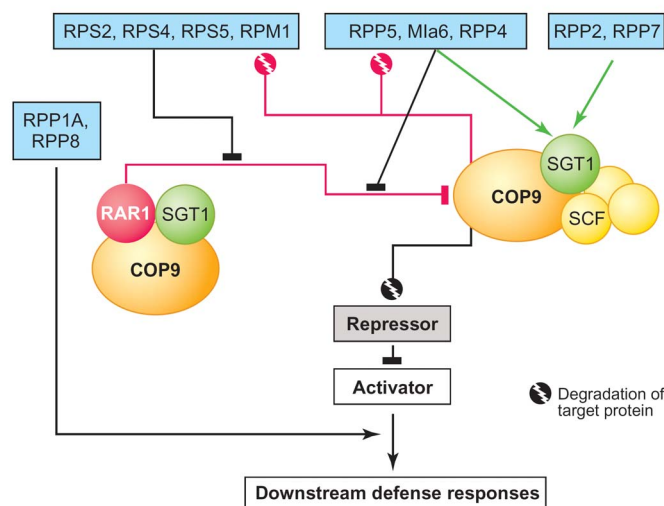 RPS2, RPS4, RPS5, RPM1
RPP5, Mla6, RPP4
RPP2, RPP7
RPP1A,
RPP8
RAR1
SGT1
COP9
SGT1
COP9
SCF
Repressor
Activator
Degradation of
target protein
Downstream defense responses